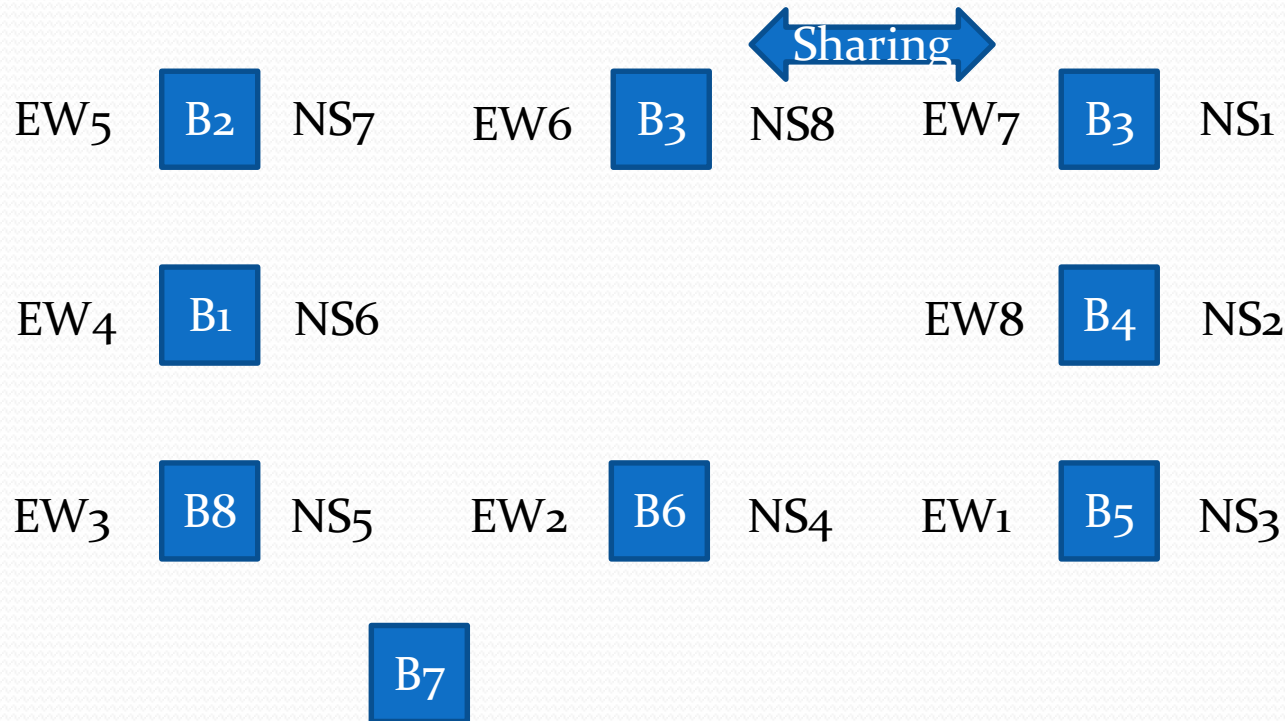 Sharing
EW5 B2 NS7 EW6 B3 NS8 EW7 B3 NS1
EW4 B1 NS6 EW8 B4 NS2
EW3 B8 NS5 EW2 B6 NS4 EW1 B5 NS3
B7